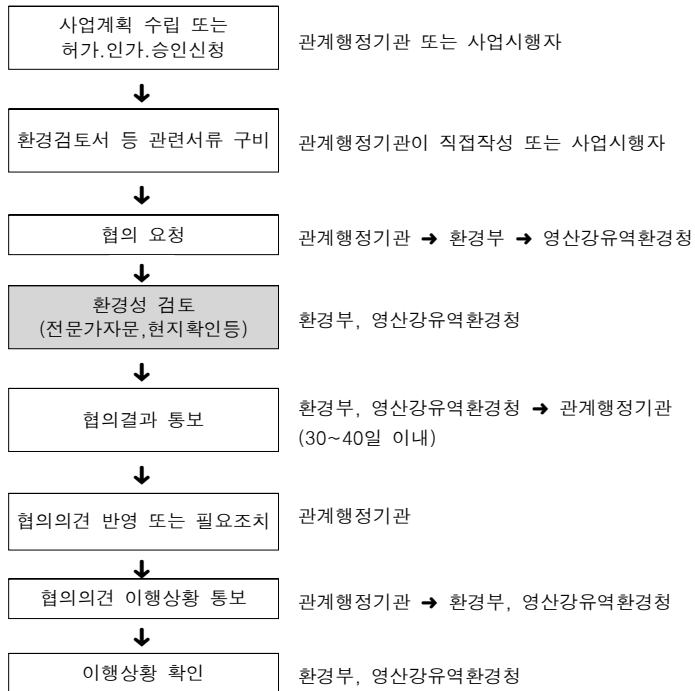 사업계획 수립 또는
허가.인가.승인신청
관계행정기관 또는 사업시행자
환경검토서 등 관련서류 구비
관계행정기관이 직접작성 또는 사업시행자
협의 요청
관계행정기관 ➜ 환경부 ➜ 영산강유역환경청
환경성 검토
(전문가자문,현지확인등)
환경부, 영산강유역환경청
협의결과 통보
환경부, 영산강유역환경청 ➜ 관계행정기관
(30~40일 이내)
협의의견 반영 또는 필요조치
관계행정기관
협의의견 이행상황 통보
관계행정기관 ➜ 환경부, 영산강유역환경청
이행상황 확인
환경부, 영산강유역환경청